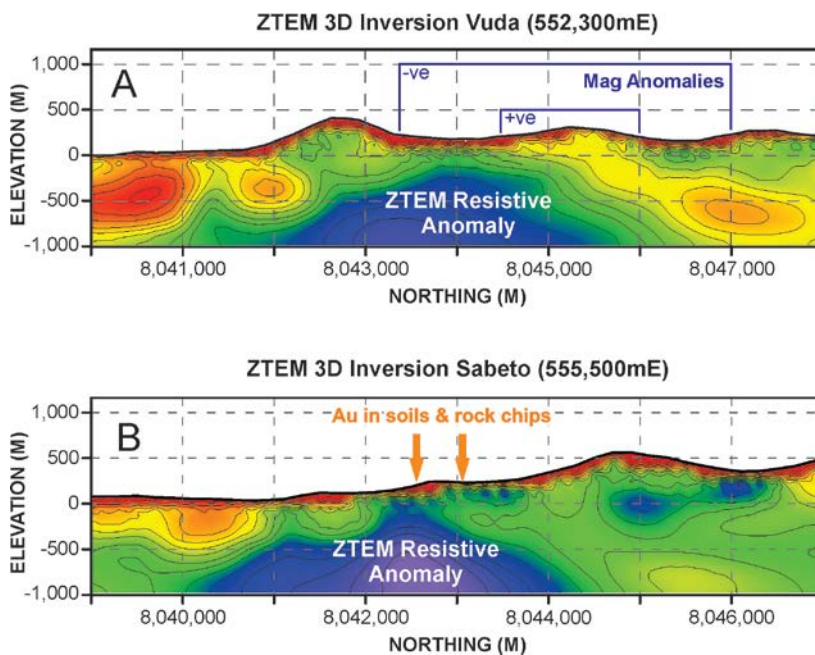 ZTEM 3D Inversion Vuda (552,300mE)
A
-ve
Mag Anomalies
+ve
1,000
500
0
-500
-1,000
ELEVATION (M)
ZTEM Resistive
Anomaly
8,041,000
8,043,000
8,045,000
8,047,000
NORTHING (M)
ZTEM 3D Inversion Sabeto (555,500mE)
B
Au in soils & rock chips
1,000
500
0
-500
-1,000
ELEVATION (M)
ZTEM Resistive
Anomaly
8,040,000
8,042,000
8,044,000
8,046,000
NORTHING (M)